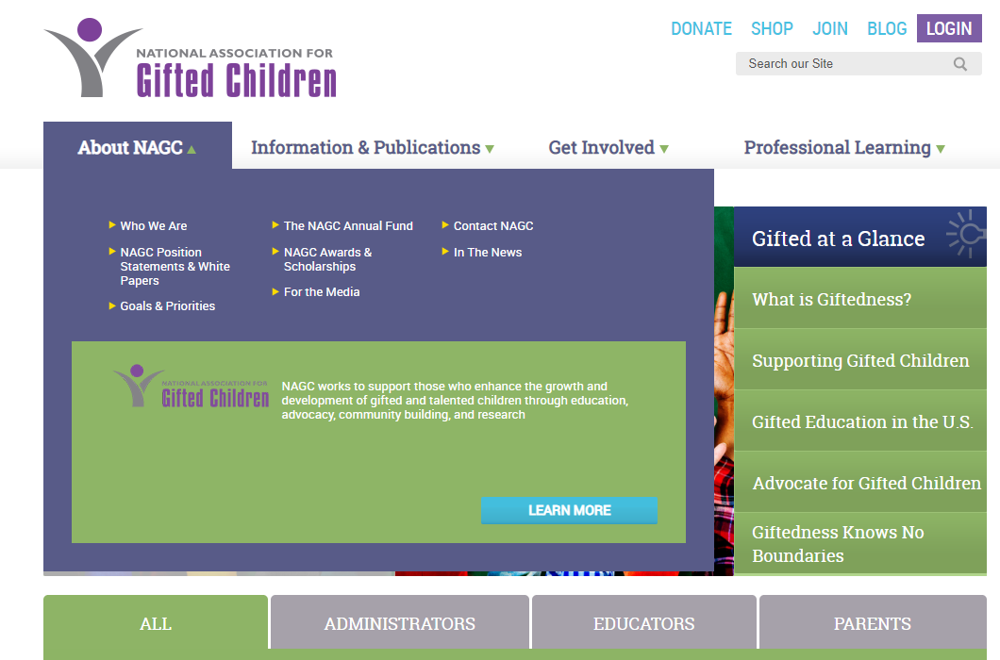 NATIONAL ASSOCIATION FOR
Gifted Children
DONATE SHOP JOIN BLOG LOGIN
Search our Site
About NAGC Information & Publications Get Involved Professional Learning
Who We Are
NAGC Position
Statements & White
Papers
Goals & Priorities
The NAGC Annual Fund
NAGC Awards &
Scholarships
For the Media
Contact NAGC
In The News
NATIONAL ASSOCIATION FOR
Gifted Children
NAGC works to support those who enhance the growth and
development of gifted and talented children through education,
advocacy, community building, and research
LEARN MORE
Gifted at a Glance
What is Giftedness?
Supporting Gifted Children
Gifted Education in the U.S.
Advocate for Gifted Children
Giftedness Knows No
Boundaries
ALL ADMINISTRATORS EDUCATORS PARENTS